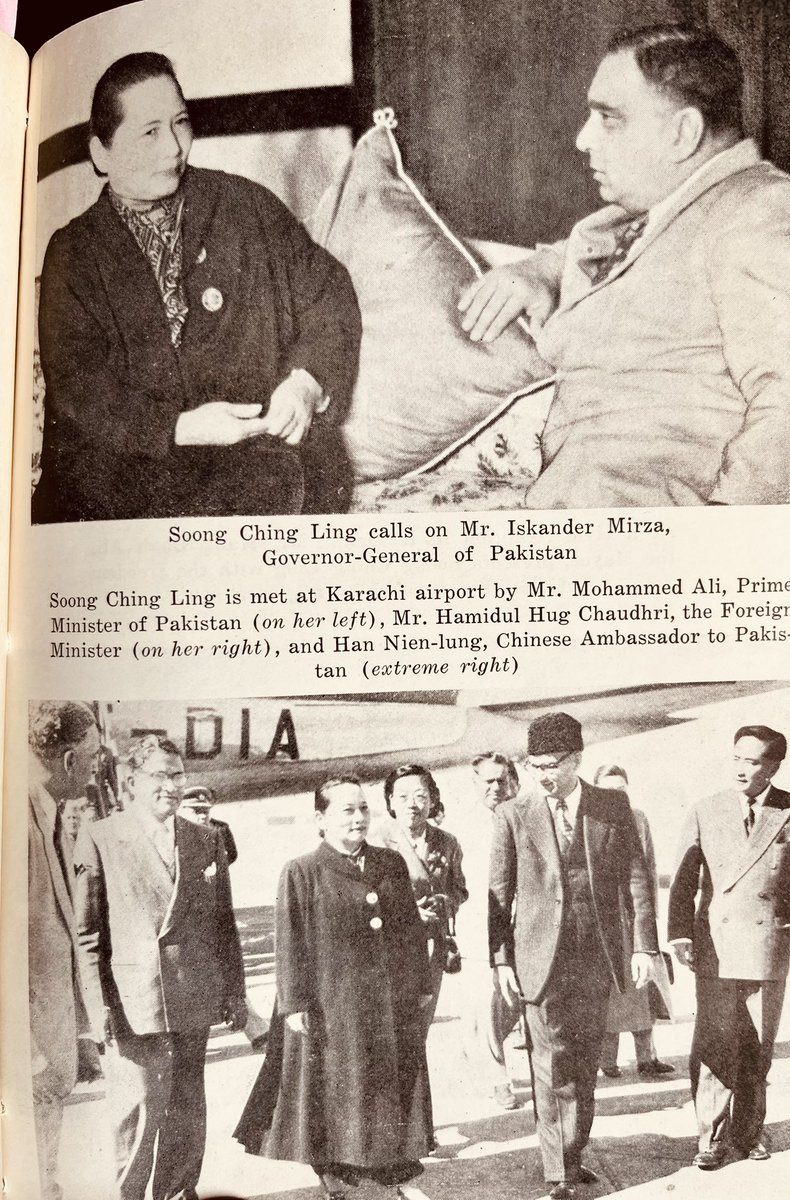 Soong Ching Ling calls on Mr. Iskander Mirza,
Governor-General of Pakistan
Soong Ching Ling is met at Karachi airport by Mr. Mohammed Ali, Prime
Minister of Pakistan (on her left), Mr. Hamidul Hug Chaudhri, the Foreign
Minister (on her right), and Han Nien-lung, Chinese Ambassador to Pakis-
tan (extreme right)
DIA